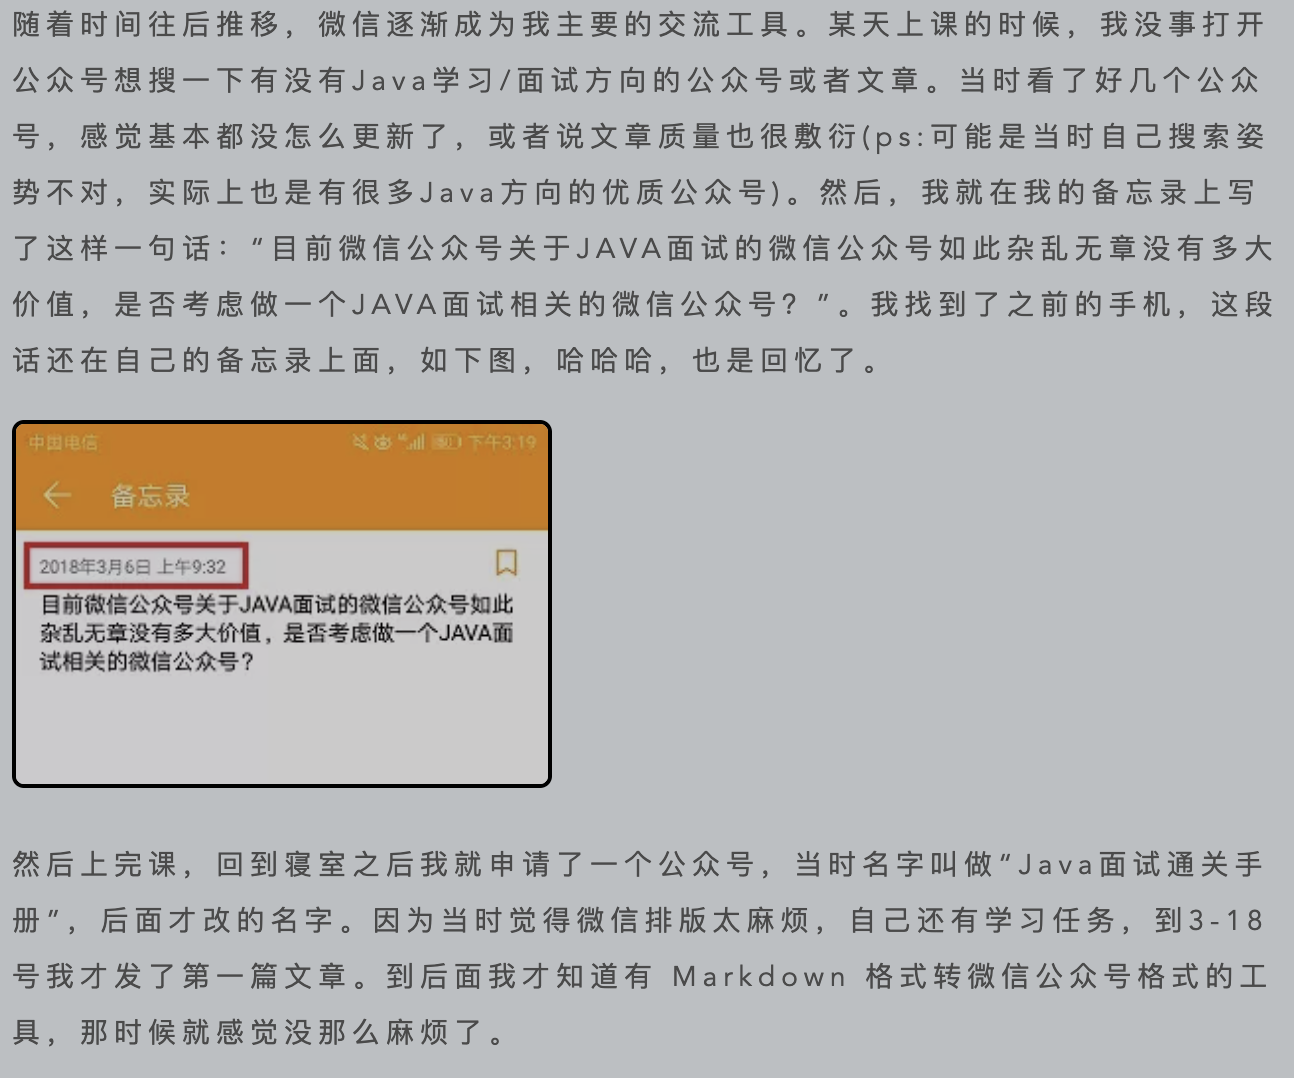 随着时间往后推移，微信逐渐成为我主要的交流工具。某天上课的时候，我没事打开
公众号想搜一下有没有Java学习/面试方向的公众号或者文章。当时看了好几个公众
号，感觉基本都没怎么更新了，或者说文章质量也很敷衍(ps:可能是当时自己搜索姿
势不对，实际上也是有很多Java方向的优质公众号)。然后，我就在我的备忘录上写
了这样一句话：“目前微信公众号关于JAVA面试的微信公众号如此杂乱无章没有多大
价值，是否考虑做一个JAVA面试相关的微信公众号？”。我找到了之前的手机，这段
话还在自己的备忘录上面，如下图，哈哈哈，也是回忆了。
中国电信 下午3:19
备忘录
2018年3月6日 上午9:32
目前微信公众号关于JAVA面试的微信公众号如此
杂乱无章没有多大价值，是否考虑做一个JAVA面
试相关的微信公众号？
然后上完课，回到寝室之后我就申请了一个公众号，当时名字叫做“Java面试通关手
册”，后面才改的名字。因为当时觉得微信排版太麻烦，自己还有学习任务，到3-18
号我才发了第一篇文章。到后面我才知道有 Markdown 格式转微信公众号格式的工
具，那时候就感觉没那么麻烦了。